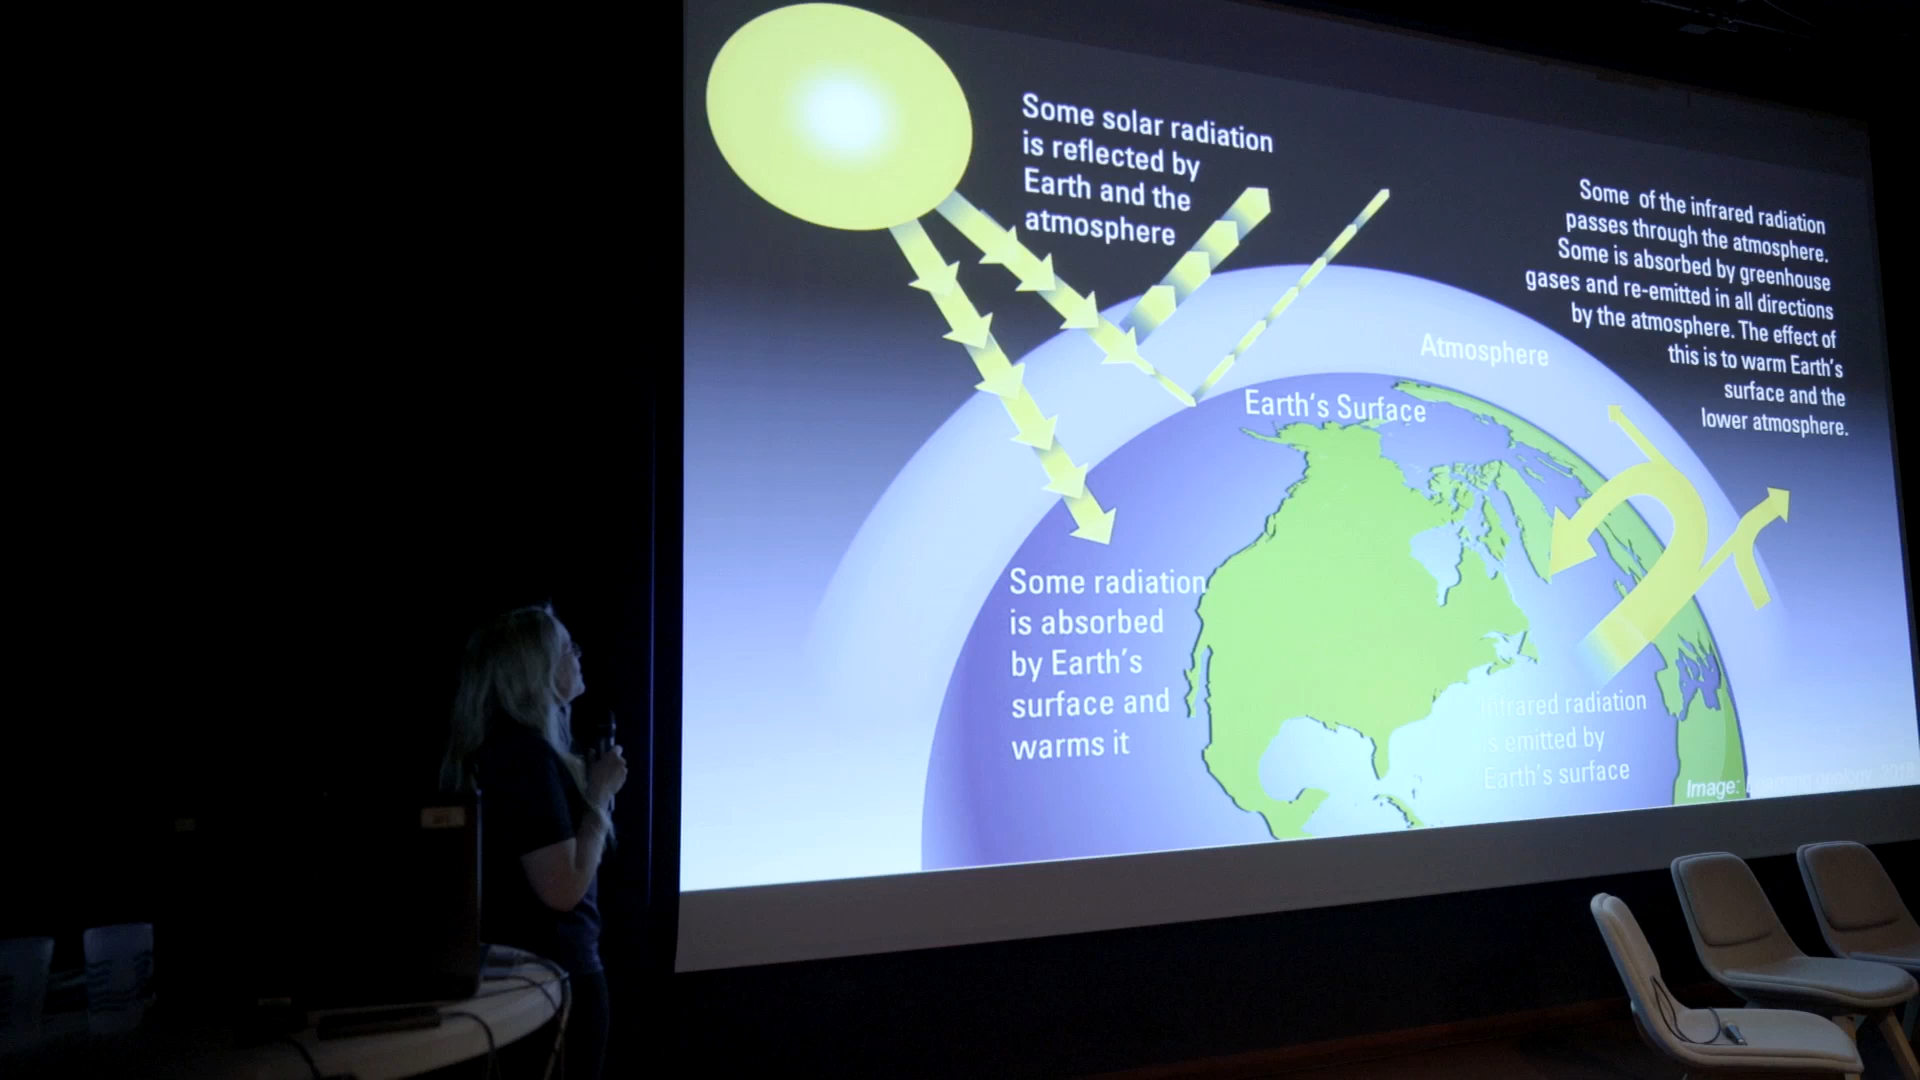 Some solar radiation
is reflected by
Earth and the
atmosphere
Some of the infrared radiation
passes through the atmosphere.
Some is absorbed by greenhouse
gases and re-emitted in all directions
by the atmosphere. The effect of
this is to warm Earth's
surface and the
lower atmosphere.
Atmosphere
Earth's Surface
Some radiation
is absorbed
by Earth's
surface and
warms it
Infrared radiation
is emitted by
Earth's surface
Image: Learning geology, 2018